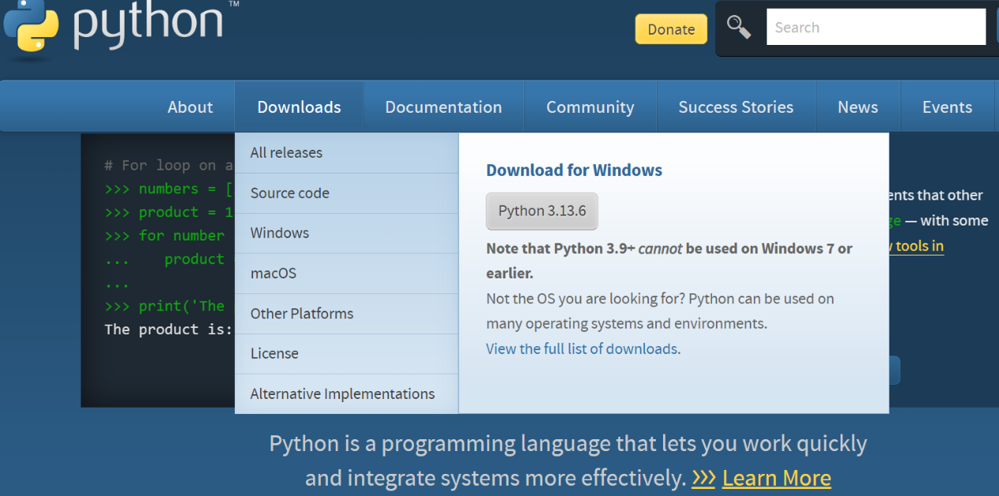 python™
Donate
Search
About
Downloads
Documentation
Community
Success Stories
News
Events
# For loop on a
>>> numbers = [
>>> product = 1
>>> for number
...    product
...
>>> print('The
The product is:
All releases
Source code
Windows
macOS
Other Platforms
License
Alternative Implementations
Download for Windows
Python 3.13.6
Note that Python 3.9+ cannot be used on Windows 7 or
earlier.
Not the OS you are looking for? Python can be used on
many operating systems and environments.
View the full list of downloads.
that other
— with some
tools in
Python is a programming language that lets you work quickly
and integrate systems more effectively. >>> Learn More